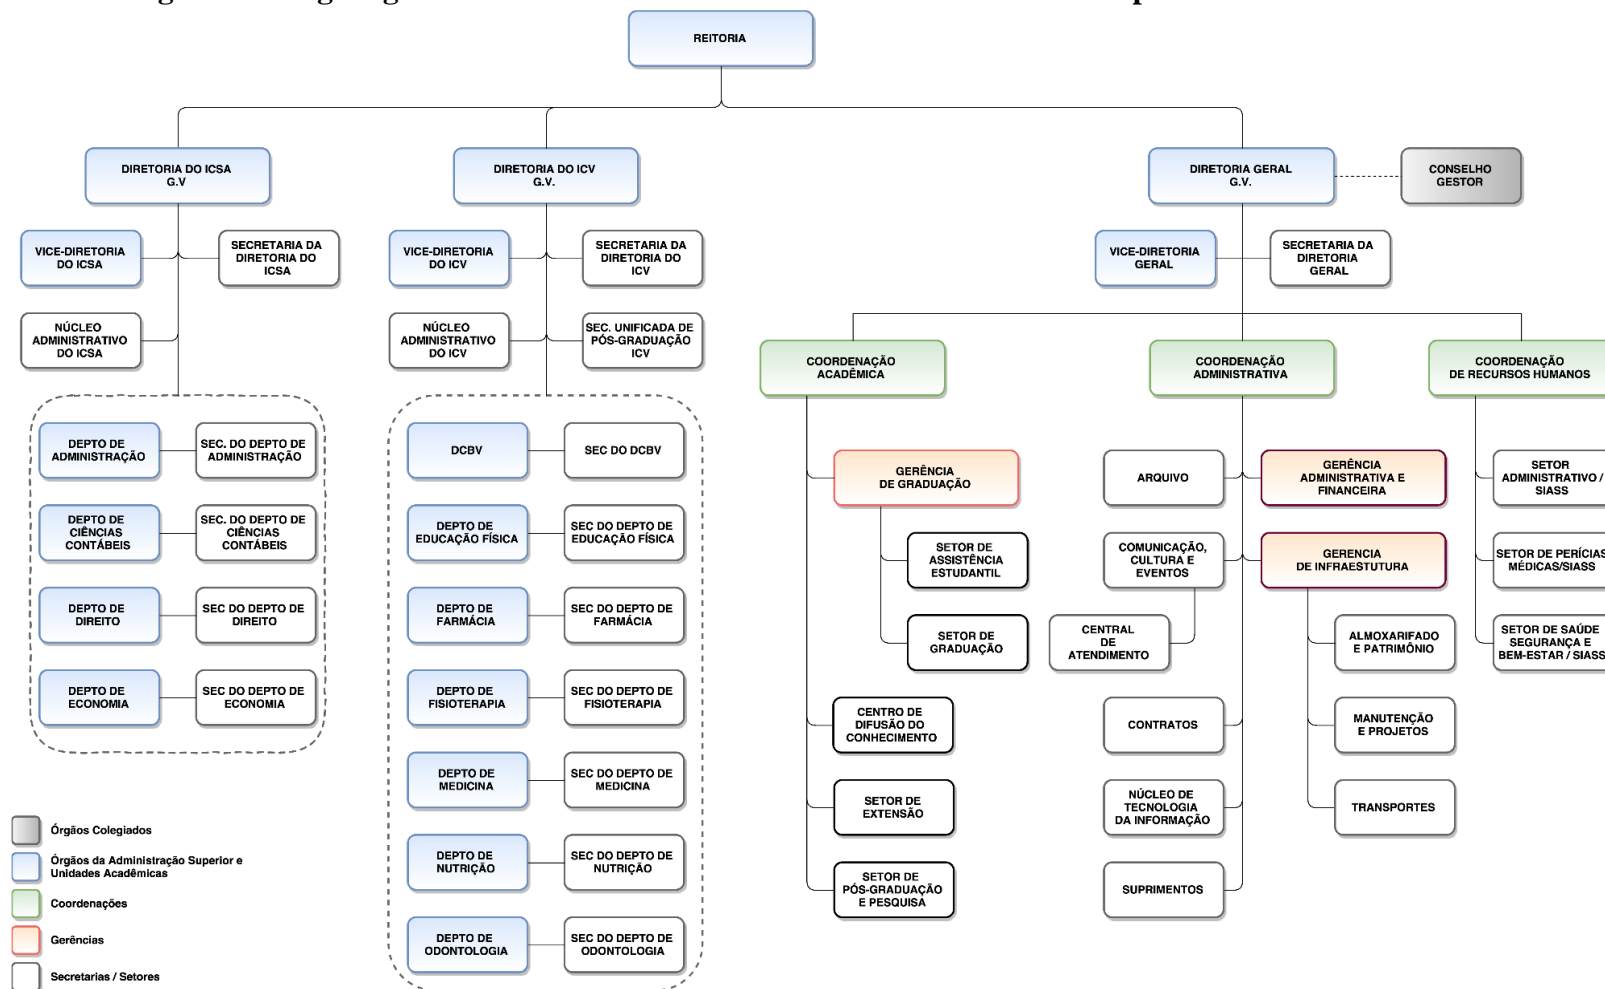 REITORIA
DIRETORIA DO ICSA
G.V
DIRETORIA DO ICV
G.V.
DIRETORIA GERAL
G.V.
CONSELHO
GESTOR
VICE-DIRETORIA
DO ICSA
SECRETARIA DA
DIRETORIA DO
ICSA
VICE-DIRETORIA
DO ICV
SECRETARIA DA
DIRETORIA DO
ICV
VICE-DIRETORIA
GERAL
SECRETARIA DA
DIRETORIA
GERAL
NÚCLEO
ADMINISTRATIVO
DO ICSA
NÚCLEO
ADMINISTRATIVO
DO ICV
SEC. UNIFICADA DE
PÓS-GRADUAÇÃO
ICV
COORDENAÇÃO
ACADÊMICA
COORDENAÇÃO
ADMINISTRATIVA
COORDENAÇÃO
DE RECURSOS HUMANOS
DEPTO DE
ADMINISTRAÇÃO
SEC. DO DEPTO DE
ADMINISTRAÇÃO
DEPTO DE
CIÊNCIAS
CONTÁBEIS
SEC. DO DEPTO DE
CIÊNCIAS
CONTÁBEIS
DEPTO DE
DIREITO
SEC DO DEPTO DE
DIREITO
DEPTO DE
ECONOMIA
SEC DO DEPTO DE
ECONOMIA
DCBV
SEC DO DCBV
DEPTO DE
EDUCAÇÃO FÍSICA
SEC DO DEPTO DE
EDUCAÇÃO FÍSICA
DEPTO DE
FARMÁCIA
SEC DO DEPTO DE
FARMÁCIA
DEPTO DE
FISIOTERAPIA
SEC DO DEPTO DE
FISIOTERAPIA
DEPTO DE
MEDICINA
SEC DO DEPTO DE
MEDICINA
DEPTO DE
NUTRIÇÃO
SEC DO DEPTO DE
NUTRIÇÃO
DEPTO DE
ODONTOLOGIA
SEC DO DEPTO DE
ODONTOLOGIA
GERÊNCIA
DE GRADUAÇÃO
SETOR DE
ASSISTÊNCIA
ESTUDANTIL
SETOR DE
GRADUAÇÃO
CENTRO DE
DIFUSÃO DO
CONHECIMENTO
SETOR DE
EXTENSÃO
SETOR DE
PÓS-GRADUAÇÃO
E PESQUISA
ARQUIVO
GERÊNCIA
ADMINISTRATIVA E
FINANCEIRA
COMUNICAÇÃO,
CULTURA E
EVENTOS
GERENCIA
DE INFRAESTUTURA
CENTRAL
DE
ATENDIMENTO
ALMOXARIFADO
E PATRIMÔNIO
CONTRATOS
MANUTENÇÃO
E PROJETOS
NÚCLEO DE
TECNOLOGIA
DA INFORMAÇÃO
TRANSPORTES
SUPRIMENTOS
SETOR
ADMINISTRATIVO /
SIASS
SETOR DE PERÍCIAS
MÉDICAS/SIASS
SETOR DE SAÚDE
SEGURANÇA E
BEM-ESTAR / SIASS
Órgãos Colegiados
Órgãos da Administração Superior e
Unidades Acadêmicas
Coordenações
Gerências
Secretarias / Setores